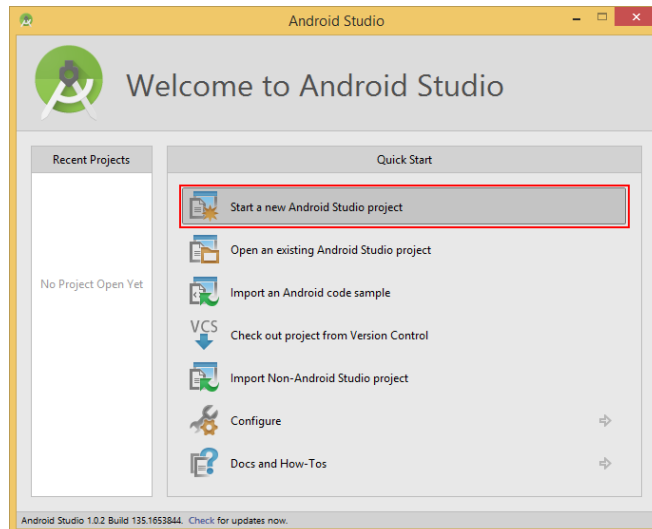 Android Studio
Welcome to Android Studio
Recent Projects
No Project Open Yet
Quick Start
Start a new Android Studio project
Open an existing Android Studio project
Import an Android code sample
VCS
Check out project from Version Control
Import Non-Android Studio project
Configure
Docs and How-Tos
Android Studio 1.0.2 Build 135.1653844. Check for updates now.